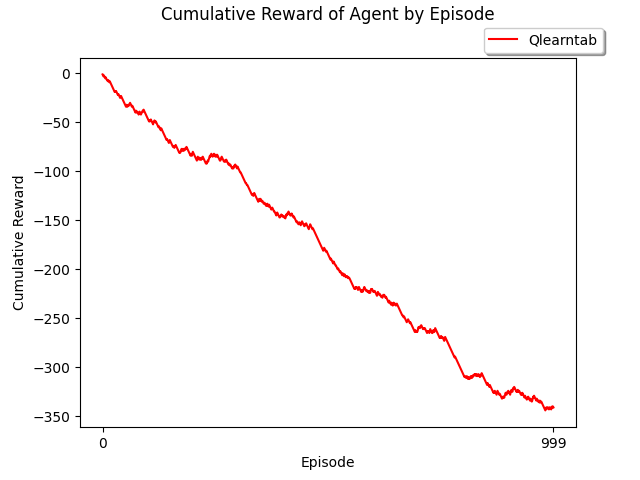 Cumulative Reward of Agent by Episode
Qlearntab
0
−50
−100
−150
−200
−250
−300
−350
Cumulative Reward
0 999
Episode